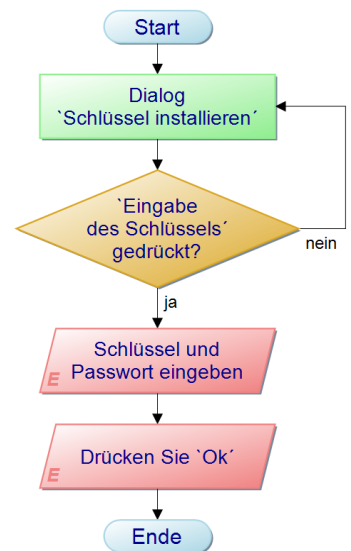 Start
Dialog
`Schlüssel installieren´
`Eingabe
des Schlüssels´
gedrückt?
nein
ja
Schlüssel und
Passwort eingeben
E
Drücken Sie `Ok´
E
Ende